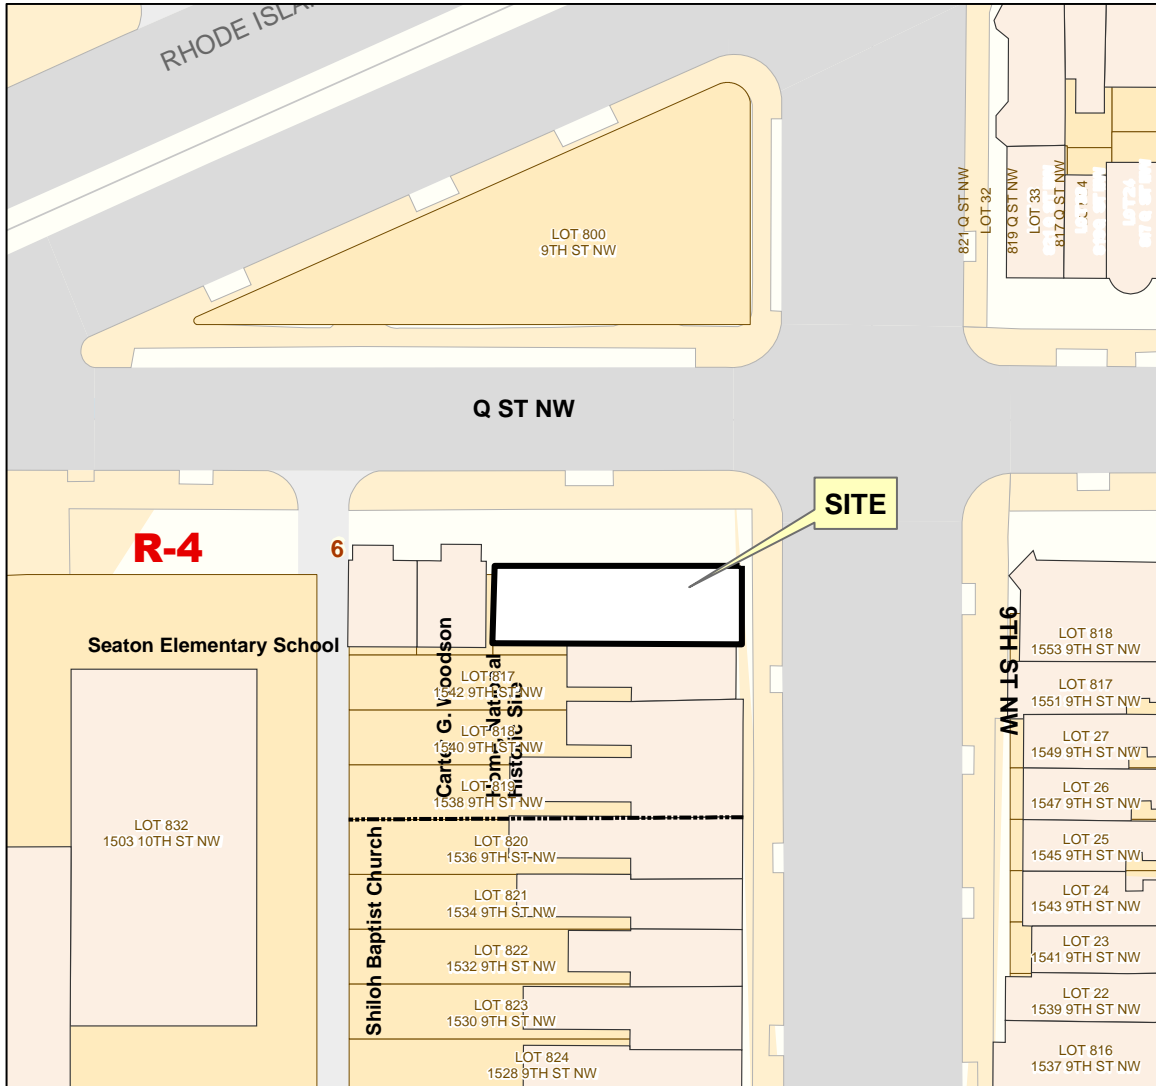 RHODE ISLAN
LOT 800
9TH ST NW
821 Q ST NW
LOT 32
819 Q ST NW
LOT 33
817 Q ST NW
Q ST NW
SITE
R-4
6
Seaton Elementary School
Carter G. Woodson
Home, National
Historic Site
LOT 817
1542 9TH ST NW
LOT 818
1540 9TH ST NW
LOT 819
1538 9TH ST NW
Shiloh Baptist Church
LOT 820
1536 9TH ST NW
LOT 821
1534 9TH ST NW
LOT 822
1532 9TH ST NW
LOT 823
1530 9TH ST NW
LOT 824
1528 9TH ST NW
LOT 832
1503 10TH ST NW
9TH ST NW
LOT 818
1553 9TH ST NW
LOT 817
1551 9TH ST NW
LOT 27
1549 9TH ST NW
LOT 26
1547 9TH ST NW
LOT 25
1545 9TH ST NW
LOT 24
1543 9TH ST NW
LOT 23
1541 9TH ST NW
LOT 22
1539 9TH ST NW
LOT 816
1537 9TH ST NW